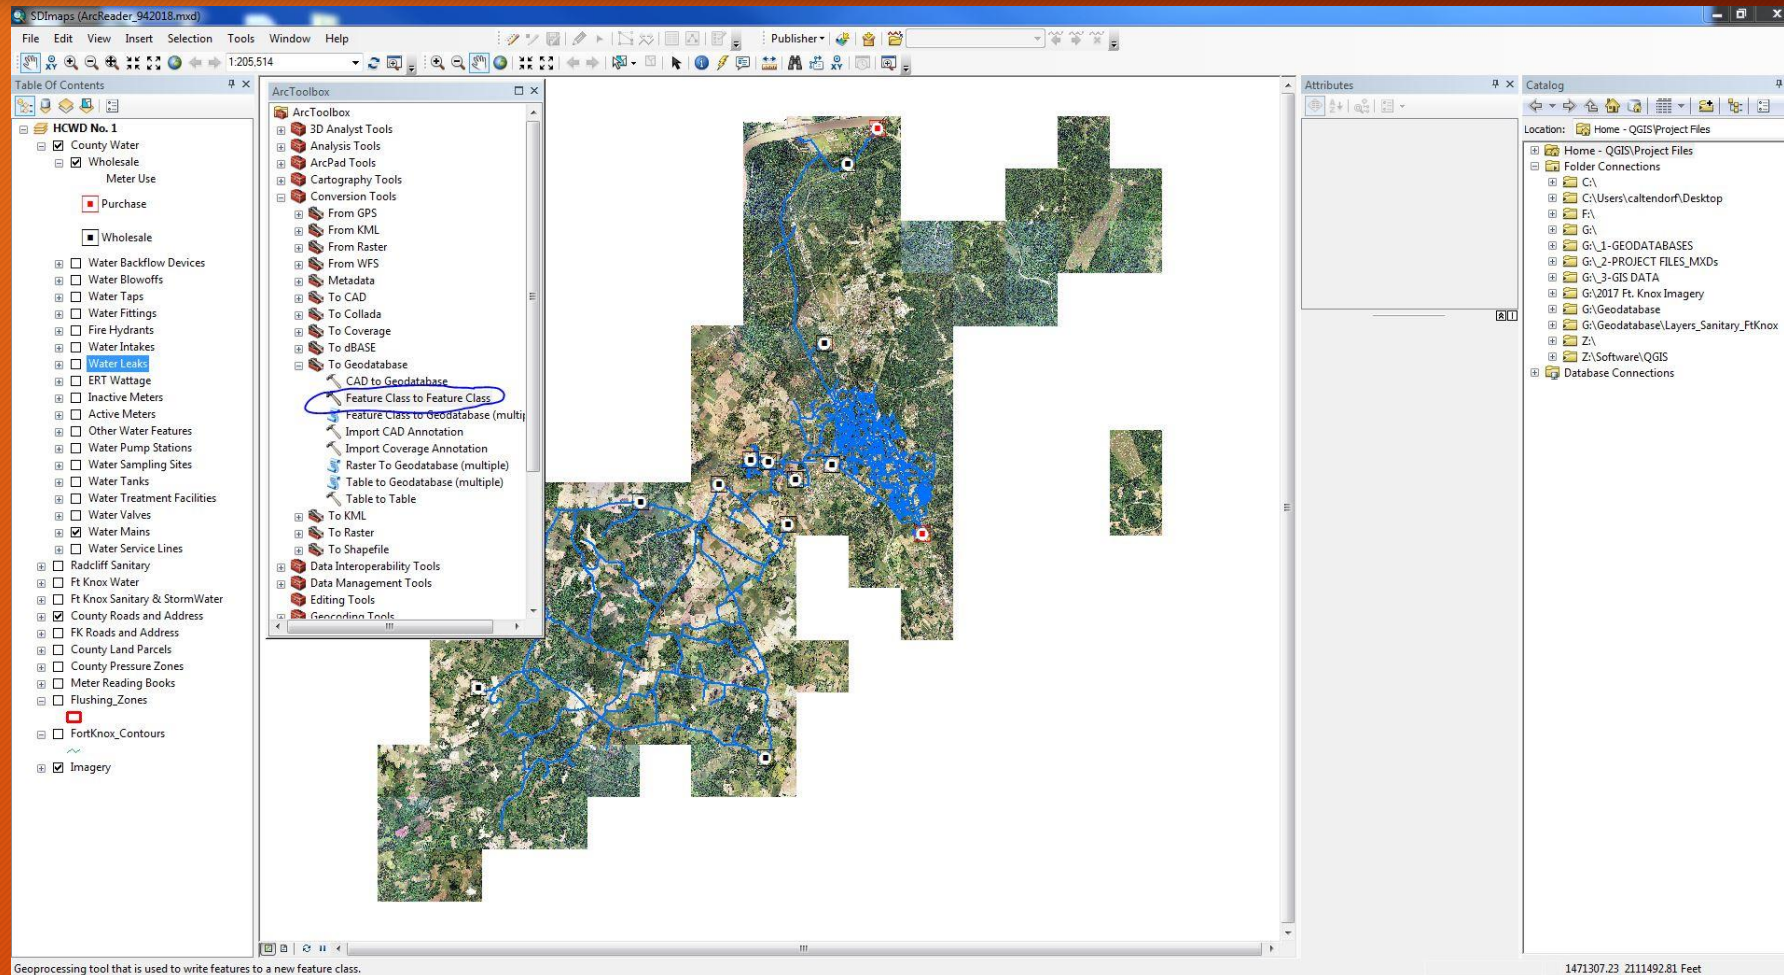 SDImaps (ArcReader_942018.mxd)
File Edit View Insert Selection Tools Window Help
Publisher
1:205,514
Table Of Contents
HCWD No. 1
County Water
Wholesale
Meter Use
Purchase
Wholesale
Water Backflow Devices
Water Blowoffs
Water Taps
Water Fittings
Fire Hydrants
Water Intakes
Water Leaks
ERT Wattage
Inactive Meters
Active Meters
Other Water Features
Water Pump Stations
Water Sampling Sites
Water Tanks
Water Treatment Facilities
Water Valves
Water Mains
Water Service Lines
Radcliff Sanitary
Ft Knox Water
Ft Knox Sanitary & StormWater
County Roads and Address
FK Roads and Address
County Land Parcels
County Pressure Zones
Meter Reading Books
Flushing_Zones
FortKnox_Contours
Imagery
ArcToolbox
ArcToolbox
3D Analyst Tools
Analysis Tools
ArcPad Tools
Cartography Tools
Conversion Tools
From GPS
From KML
From Raster
From WFS
Metadata
To CAD
To Collada
To Coverage
To dBASE
To Geodatabase
CAD to Geodatabase
Feature Class to Feature Class
Feature Class to Geodatabase (multip
Import CAD Annotation
Import Coverage Annotation
Raster To Geodatabase (multiple)
Table to Geodatabase (multiple)
Table to Table
To KML
To Raster
To Shapefile
Data Interoperability Tools
Data Management Tools
Editing Tools
Geocoding Tools
Attributes
Catalog
Location: Home - QGIS\Project Files
Home - QGIS\Project Files
Folder Connections
C:\
C:\Users\caltendorf\Desktop
F:\
G:\
G:\_1-GEODATABASES
G:\_2-PROJECT FILES_MXDs
G:\_3-GIS DATA
G:\2017 Ft. Knox Imagery
G:\Geodatabase
G:\Geodatabase\Layers_Sanitary_FtKnox
Z:\
Z:\Software\QGIS
Database Connections
Geoprocessing tool that is used to write features to a new feature class.
1471307.23 2111492.81 Feet